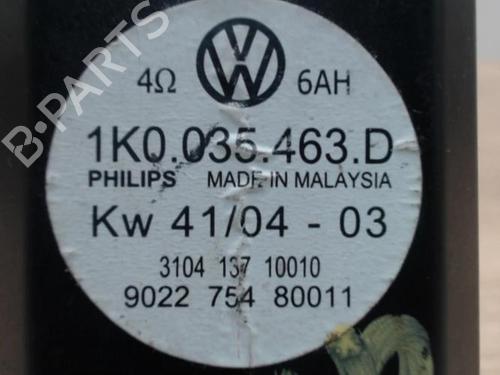 4Ω 6AH
1K0.035.463.D
PHILIPS MADE IN MALAYSIA
Kw 41/04 - 03
3104 137 10010
9022 754 80011
B-PARTS